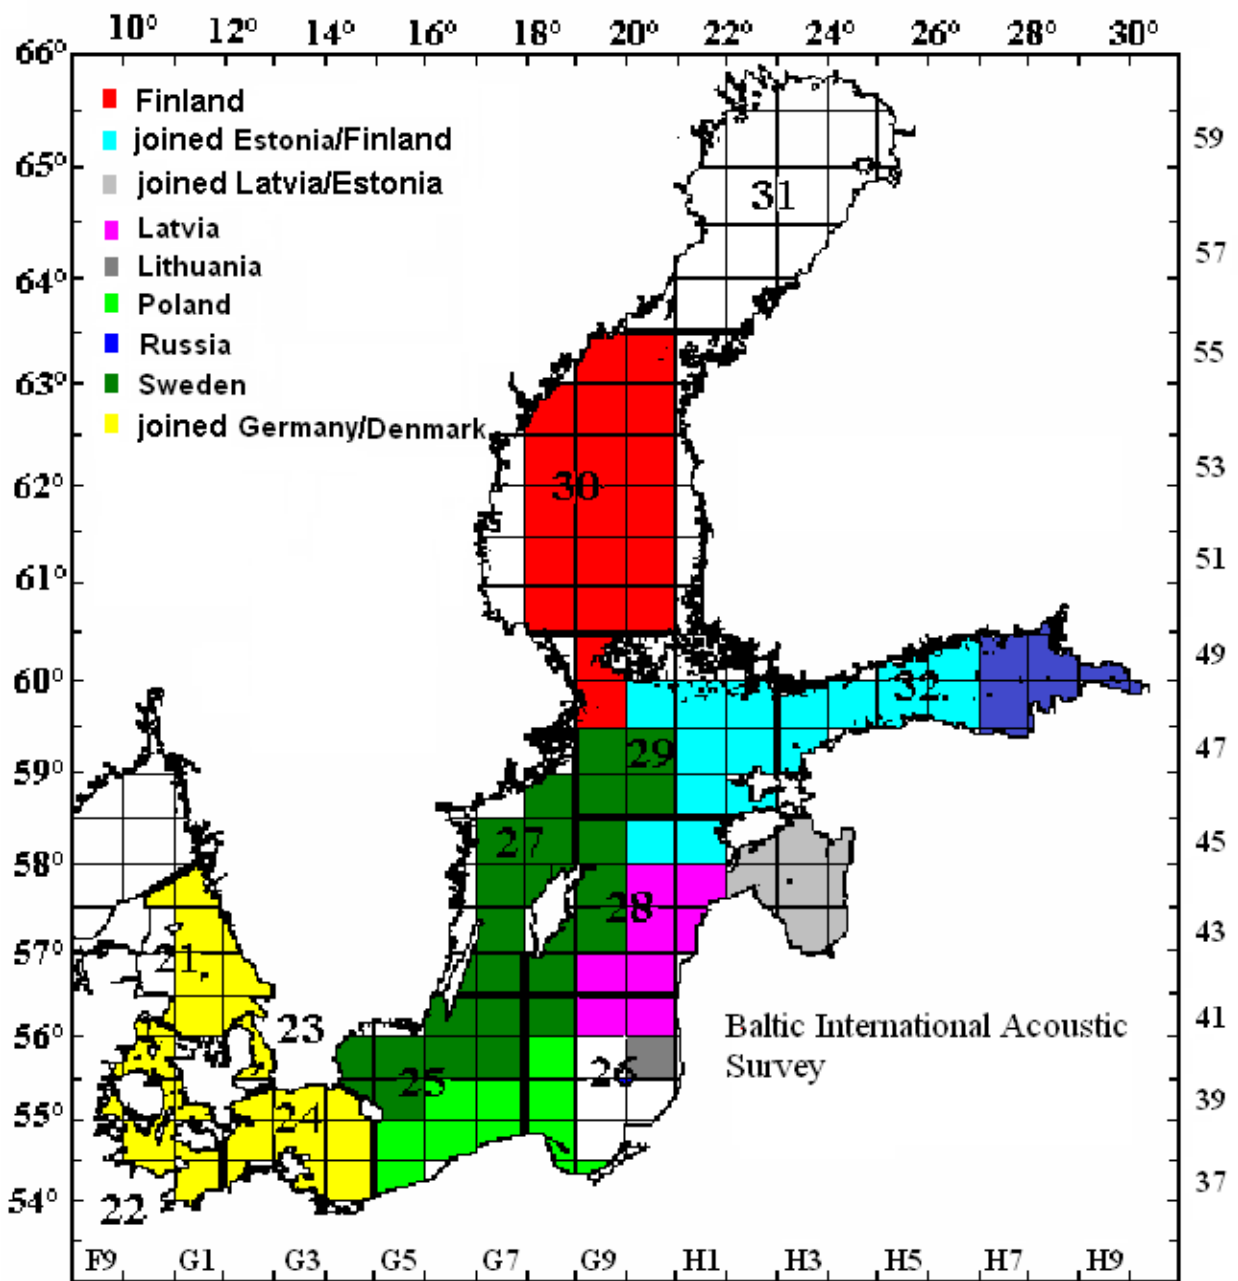 10° 12° 14° 16° 18° 20° 22° 24° 26° 28° 30°
66°
Finland
joined Estonia/Finland
59
65°
joined Latvia/Estonia
31
Latvia
57
Lithuania
64°
Poland
Russia
55
63°
Sweden
joined Germany/Denmark
53
62°
30
51
61°
49
60°
32
29
47
59°
27
45
58°
28
43
57°
21
23
41
56°
Baltic International Acoustic
Survey
26
25
39
55°
24
37
54°
22
F9 G1 G3 G5 G7 G9 H1 H3 H5 H7 H9